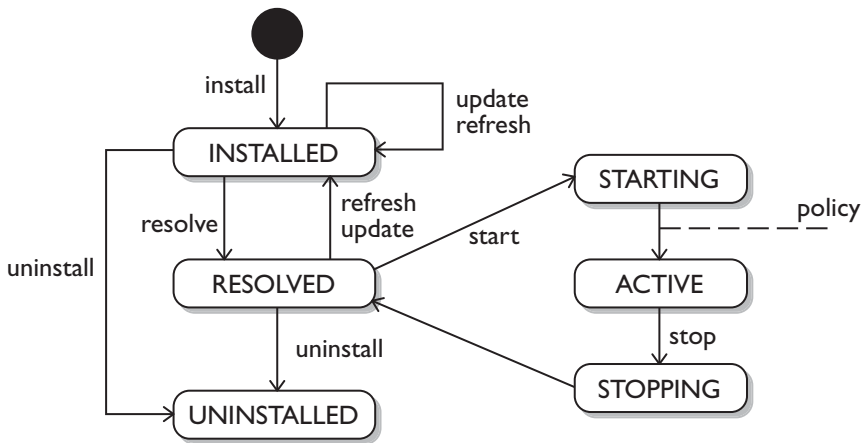 install
update
refresh
INSTALLED
STARTING
refresh
update
policy
resolve
start
uninstall
RESOLVED
ACTIVE
uninstall
stop
STOPPING
UNINSTALLED